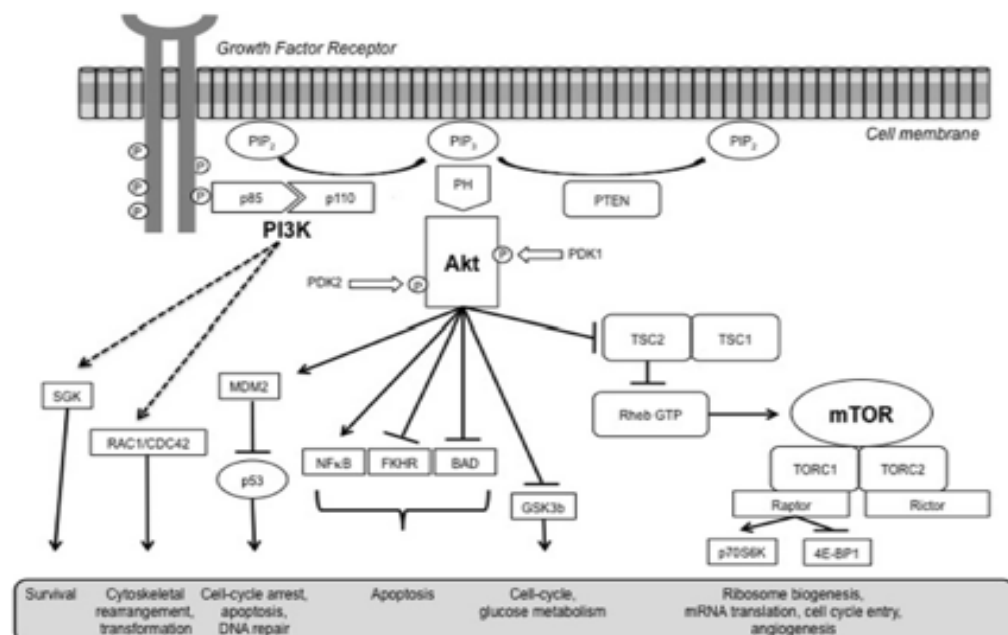 Growth Factor Receptor
Cell membrane
PIP₂
PIP₃
PIP₂
P
P
P
P
P
p85
p110
PH
PTEN
PI3K
Akt
P
PDK1
PDK2
P
TSC2
TSC1
SGK
MDM2
Rheb GTP
mTOR
RAC1/CDC42
NFκB
FKHR
BAD
p53
TORC1
TORC2
GSK3b
Raptor
Rictor
p70S6K
4E-BP1
Survival
Cytoskeletal
rearrangement,
transformation
Cell-cycle arrest,
apoptosis,
DNA repair
Apoptosis
Cell-cycle,
glucose metabolism
Ribosome biogenesis,
mRNA translation, cell cycle entry,
angiogenesis